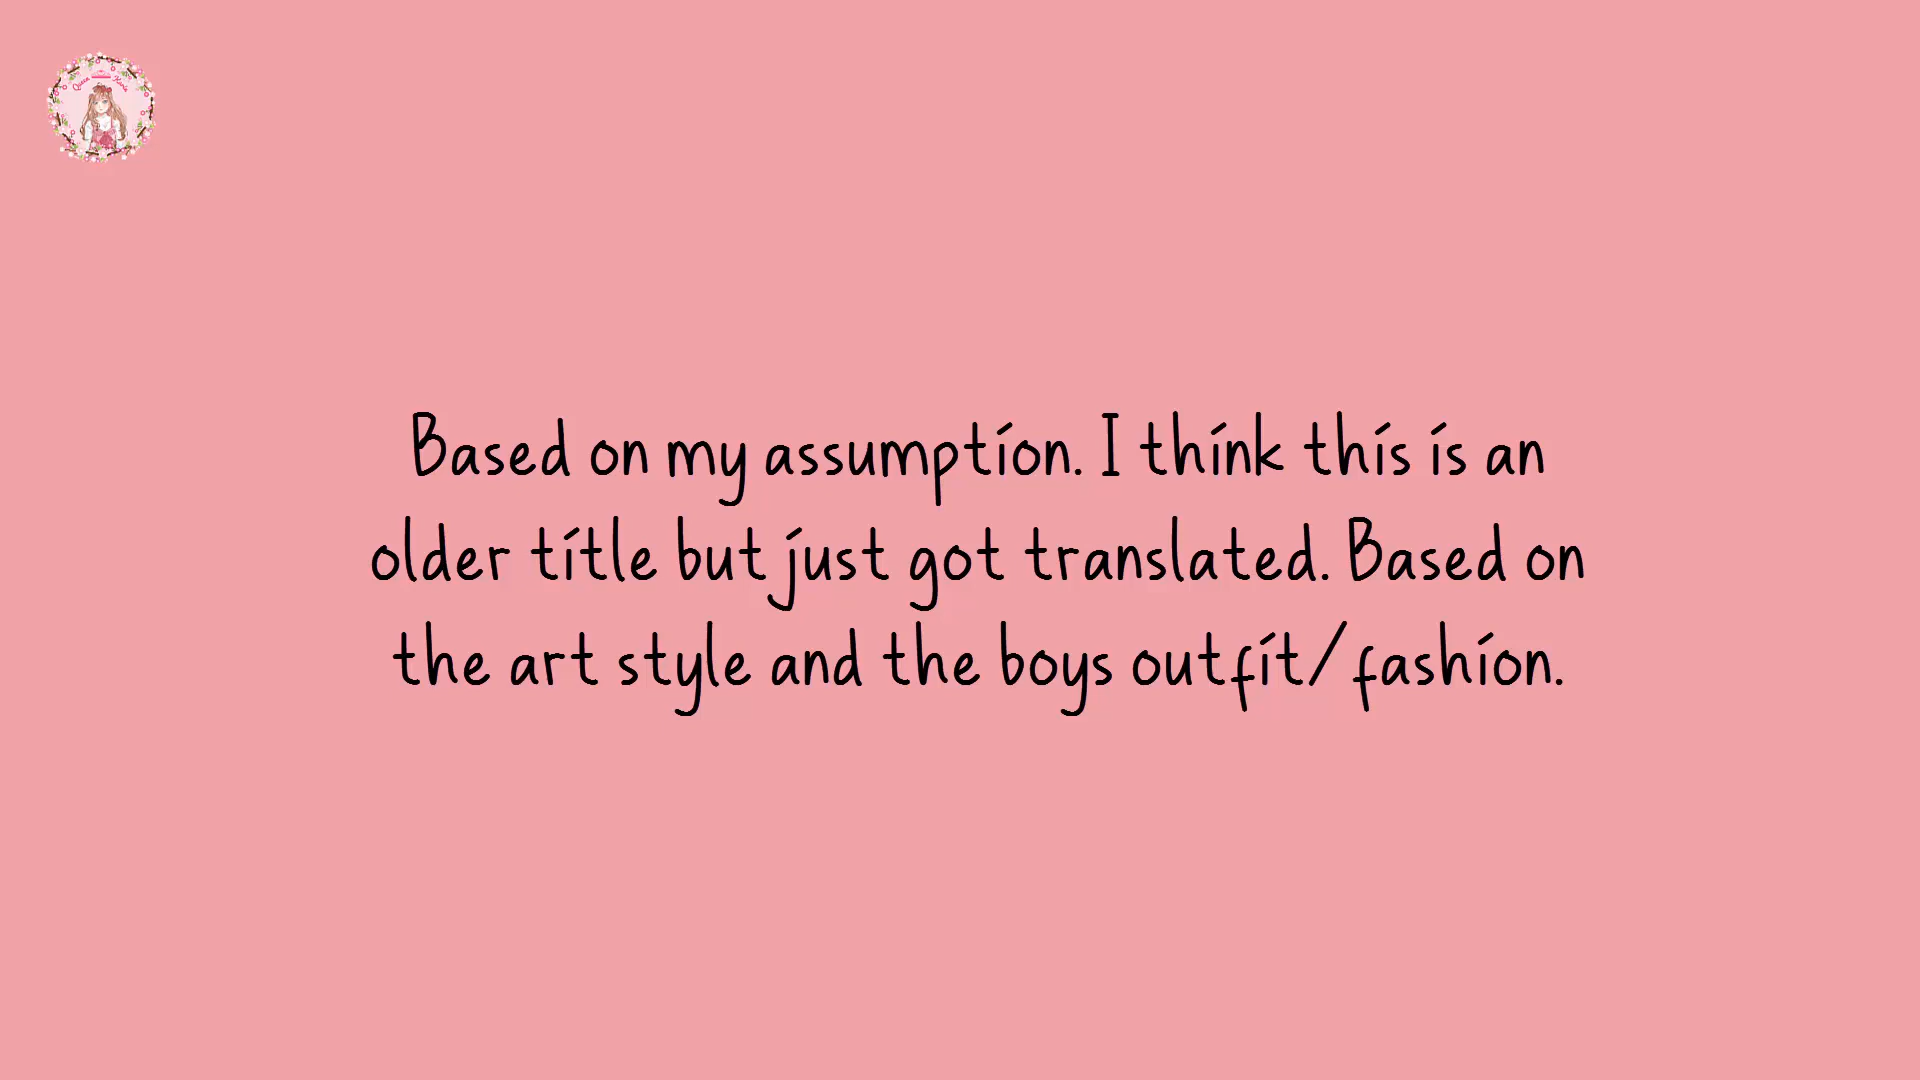 Queen
Based on my assumption. I think this is an
older title but just got translated. Based on
the art style and the boys outfit/fashion.